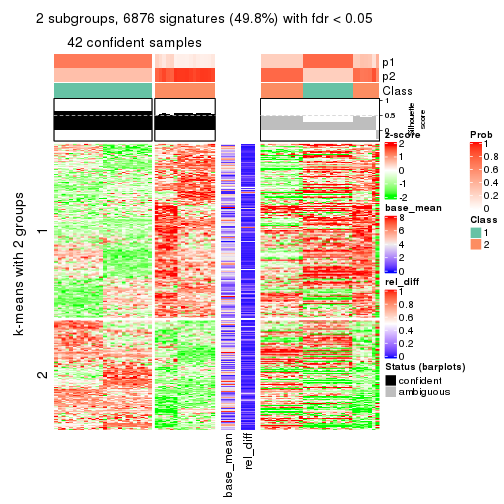 2 subgroups, 6876 signatures (49.8%) with fdr < 0.05
42 confident samples
p1
p2
Class
1
0.5
0
Silhouette
score
k-means with 2 groups
1
2
base_mean
rel_diff
z-score
2
1
0
-1
-2
base_mean
8
6
4
2
0
rel_diff
1
0.8
0.6
0.4
0.2
0
Status (barplots)
confident
ambiguous
Prob
1
0.8
0.6
0.4
0.2
0
Class
1
2